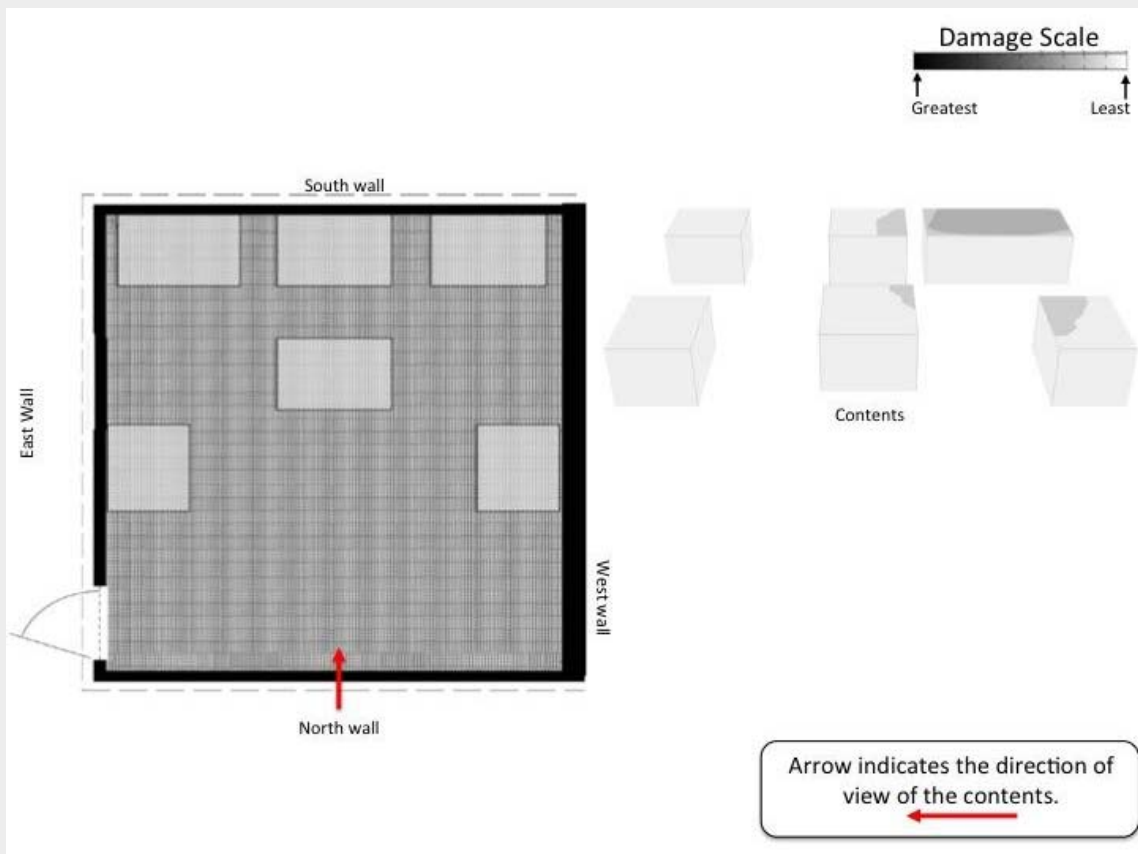 Damage Scale
Greatest
Least
South wall
East Wall
Contents
West wall
North wall
Arrow indicates the direction of
view of the contents.